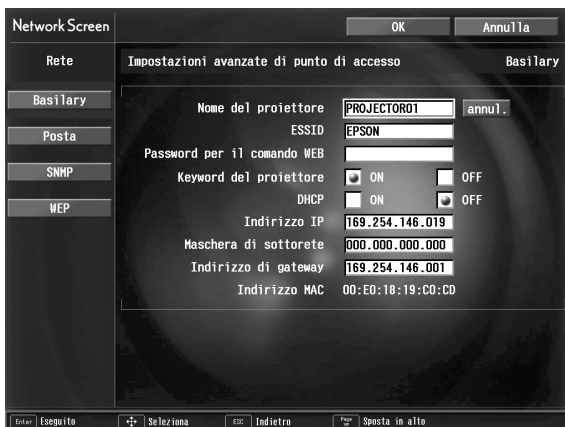 Network Screen OK Annulla
Rete Impostazioni avanzate di punto di accesso Basilary
Basilary
Nome del proiettore PROJECTOR01 annul.
Posta
ESSID EPSON
Password per il comando WEB
SNMP
Keyword del proiettore ON OFF
DHCP ON OFF
WEP
Indirizzo IP 169.254.146.019
Maschera di sottorete 000.000.000.000
Indirizzo di gateway 169.254.146.001
Indirizzo MAC 00:E0:18:19:C0:CD
Enter Eseguito Seleziona ESC Indietro Page UP Sposta in alto